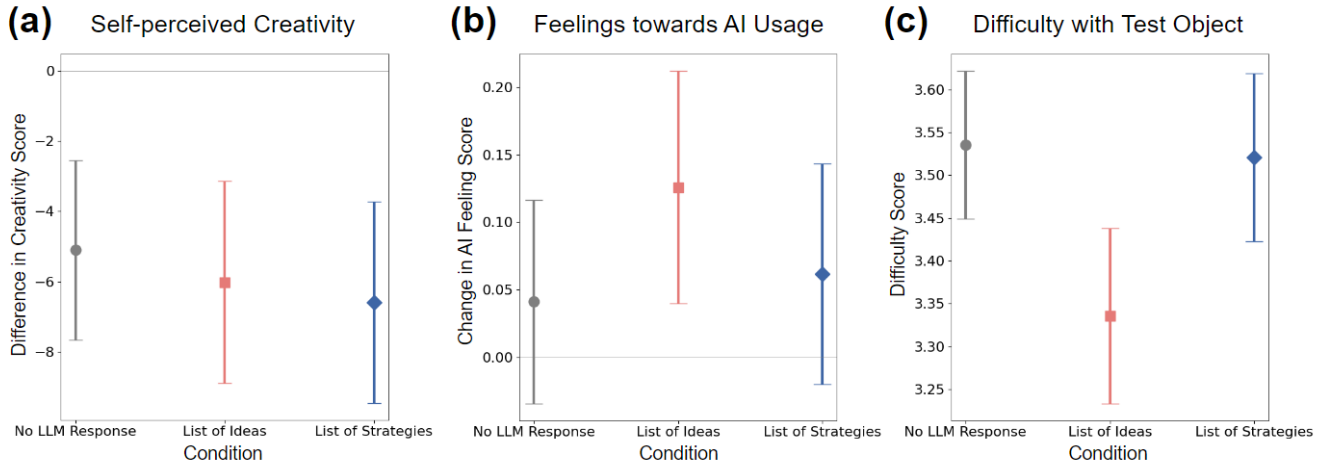 (a) Self-perceived Creativity
Difference in Creativity Score
0
−2
−4
−6
−8
No LLM Response
List of Ideas
List of Strategies
Condition
(b) Feelings towards AI Usage
Change in AI Feeling Score
0.20
0.15
0.10
0.05
0.00
No LLM Response
List of Ideas
List of Strategies
Condition
(c) Difficulty with Test Object
Difficulty Score
3.60
3.55
3.50
3.45
3.40
3.35
3.30
3.25
No LLM Response
List of Ideas
List of Strategies
Condition